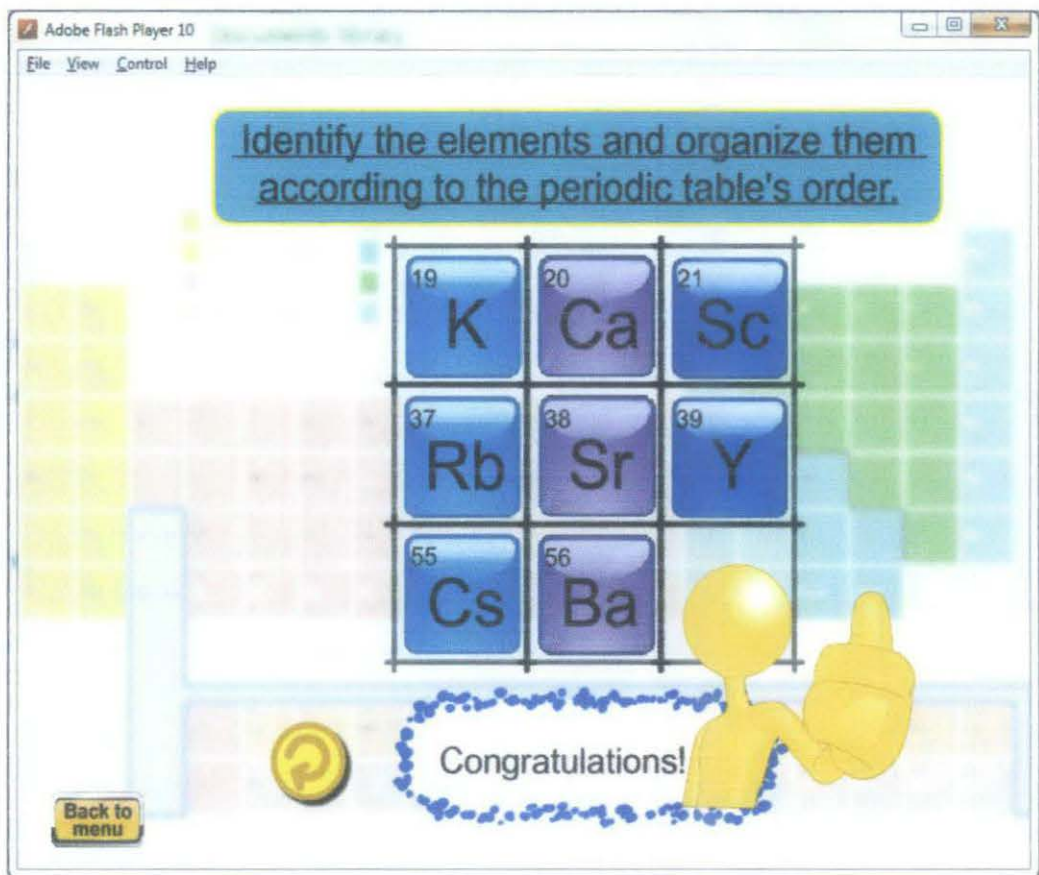 Adobe Flash Player 10
File View Control Help
Identify the elements and organize them
according to the periodic table's order.
19 20 21
K Ca Sc
37 38 39
Rb Sr Y
55 56
Cs Ba
Congratulations!
Back to
menu